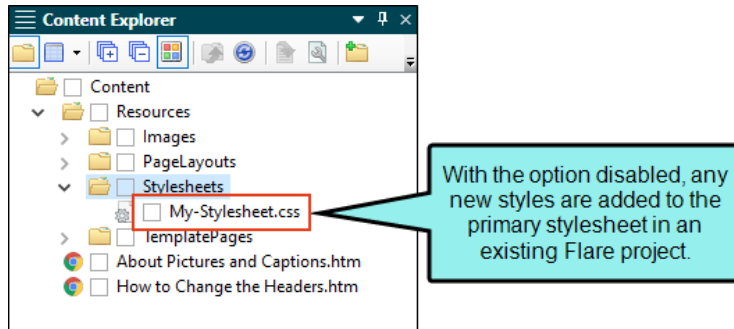 Content Explorer
Content
Resources
Images
PageLayouts
Stylesheets
My-Stylesheet.css
TemplatePages
About Pictures and Captions.htm
How to Change the Headers.htm
With the option disabled, any
new styles are added to the
primary stylesheet in an
existing Flare project.